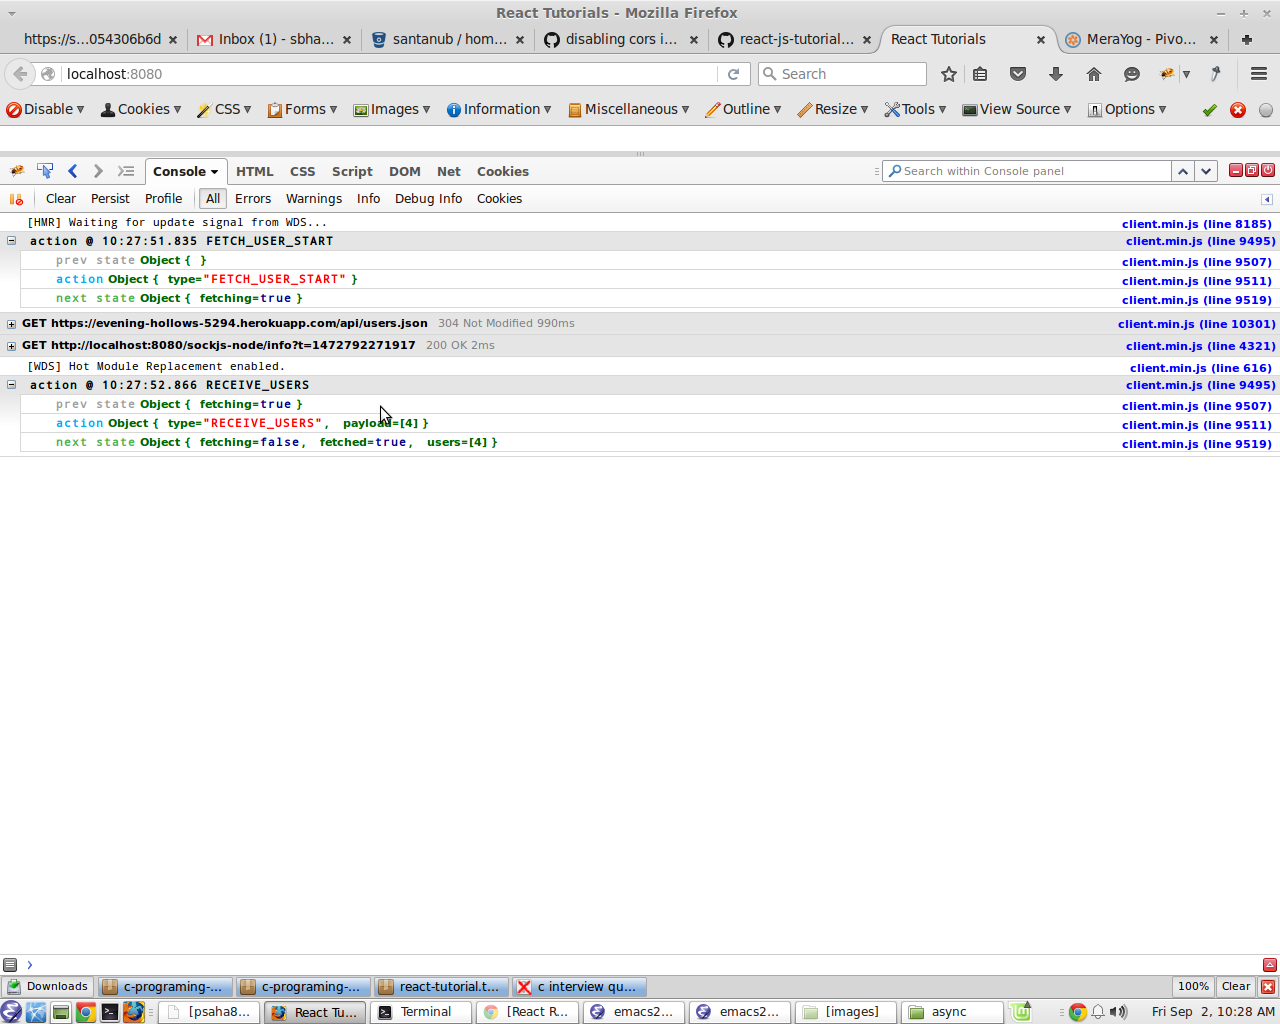 React Tutorials - Mozilla Firefox
https://s...054306b6d Inbox (1) - sbha... santanub / hom... disabling cors i... react-js-tutorial... React Tutorials MeraYog - Pivo...
localhost:8080 Search
Disable Cookies CSS Forms Images Information Miscellaneous Outline Resize Tools View Source Options
Console HTML CSS Script DOM Net Cookies Search within Console panel
Clear Persist Profile All Errors Warnings Info Debug Info Cookies
[HMR] Waiting for update signal from WDS... client.min.js (line 8185)
action @ 10:27:51.835 FETCH_USER_START client.min.js (line 9495)
prev state Object { } client.min.js (line 9507)
action Object { type="FETCH_USER_START" } client.min.js (line 9511)
next state Object { fetching=true } client.min.js (line 9519)
GET https://evening-hollows-5294.herokuapp.com/api/users.json 304 Not Modified 990ms client.min.js (line 10301)
GET http://localhost:8080/sockjs-node/info?t=1472792271917 200 OK 2ms client.min.js (line 4321)
[WDS] Hot Module Replacement enabled. client.min.js (line 616)
action @ 10:27:52.866 RECEIVE_USERS client.min.js (line 9495)
prev state Object { fetching=true } client.min.js (line 9507)
action Object { type="RECEIVE_USERS", payload=[4] } client.min.js (line 9511)
next state Object { fetching=false, fetched=true, users=[4] } client.min.js (line 9519)
Downloads c-programing-... c-programing-... react-tutorial.t... c interview qu... 100% Clear
[psaha8... React Tu... Terminal [React R... emacs2... emacs2... [images] async Fri Sep 2, 10:28 AM